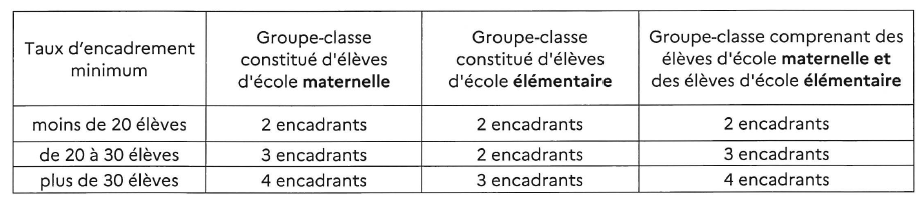 Taux d'encadrement minimum
Groupe-classe constitué d'élèves d'école maternelle
Groupe-classe constitué d'élèves d'école élémentaire
Groupe-classe comprenant des élèves d'école maternelle et des élèves d'école élémentaire
moins de 20 élèves 2 encadrants 2 encadrants 2 encadrants
de 20 à 30 élèves 3 encadrants 2 encadrants 3 encadrants
plus de 30 élèves 4 encadrants 3 encadrants 4 encadrants